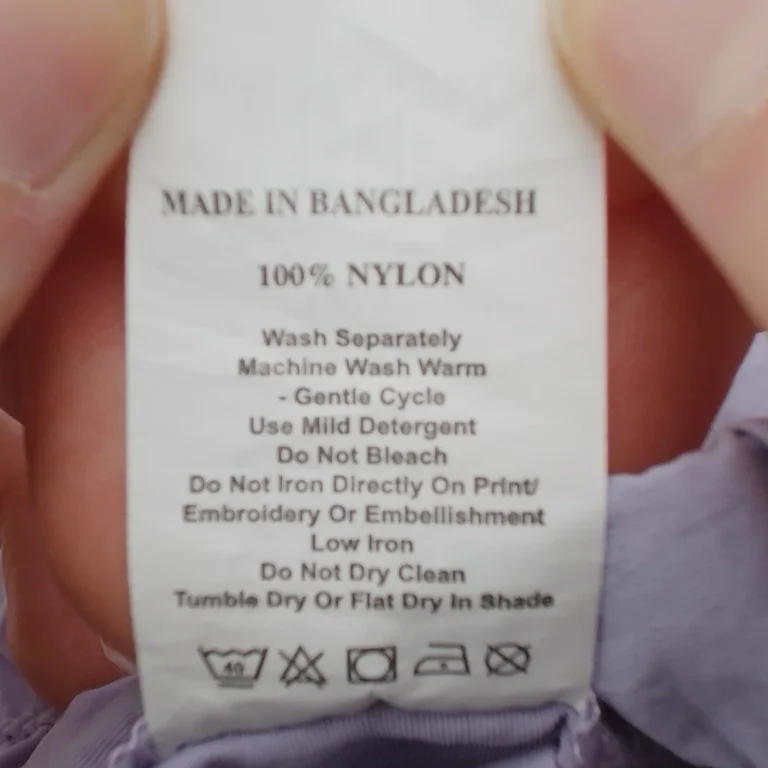 MADE IN BANGLADESH
100% NYLON
Wash Separately
Machine Wash Warm
- Gentle Cycle
Use Mild Detergent
Do Not Bleach
Do Not Iron Directly On Print/
Embroidery Or Embellishment
Low Iron
Do Not Dry Clean
Tumble Dry Or Flat Dry In Shade
40